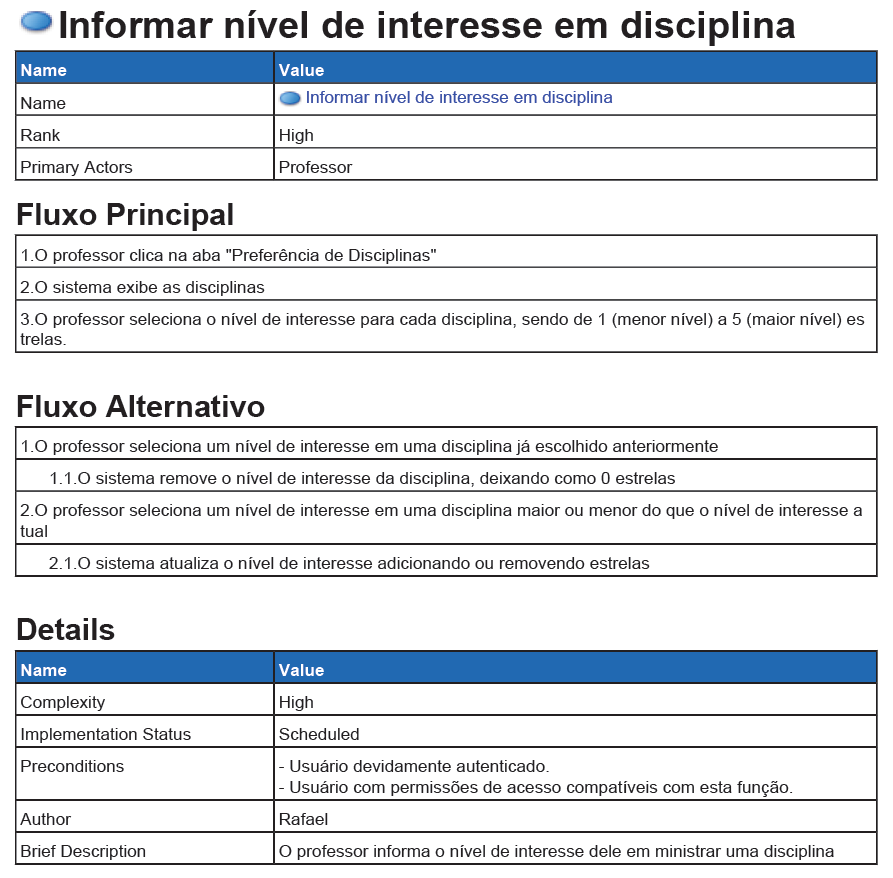 Informar nível de interesse em disciplina
Name Value
Name Informar nível de interesse em disciplina
Rank High
Primary Actors Professor
Fluxo Principal
1.O professor clica na aba "Preferência de Disciplinas"
2.O sistema exibe as disciplinas
3.O professor seleciona o nível de interesse para cada disciplina, sendo de 1 (menor nível) a 5 (maior nível) es
trelas.
Fluxo Alternativo
1.O professor seleciona um nível de interesse em uma disciplina já escolhido anteriormente
1.1.O sistema remove o nível de interesse da disciplina, deixando como 0 estrelas
2.O professor seleciona um nível de interesse em uma disciplina maior ou menor do que o nível de interesse a
tual
2.1.O sistema atualiza o nível de interesse adicionando ou removendo estrelas
Details
Name Value
Complexity High
Implementation Status Scheduled
Preconditions - Usuário devidamente autenticado.
- Usuário com permissões de acesso compatíveis com esta função.
Author Rafael
Brief Description O professor informa o nível de interesse dele em ministrar uma disciplina